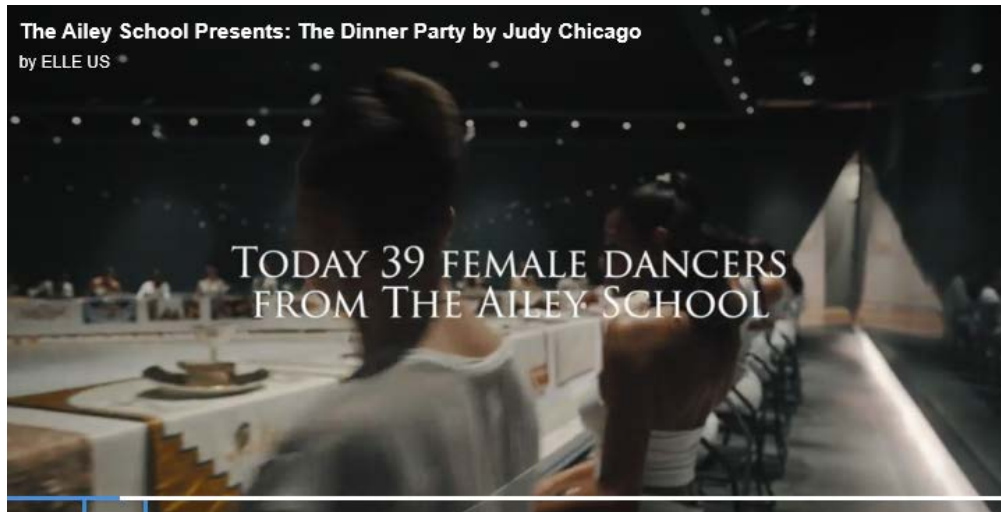 The Ailey School Presents: The Dinner Party by Judy Chicago
by ELLE US
TODAY 39 FEMALE DANCERS
FROM THE AILEY SCHOOL